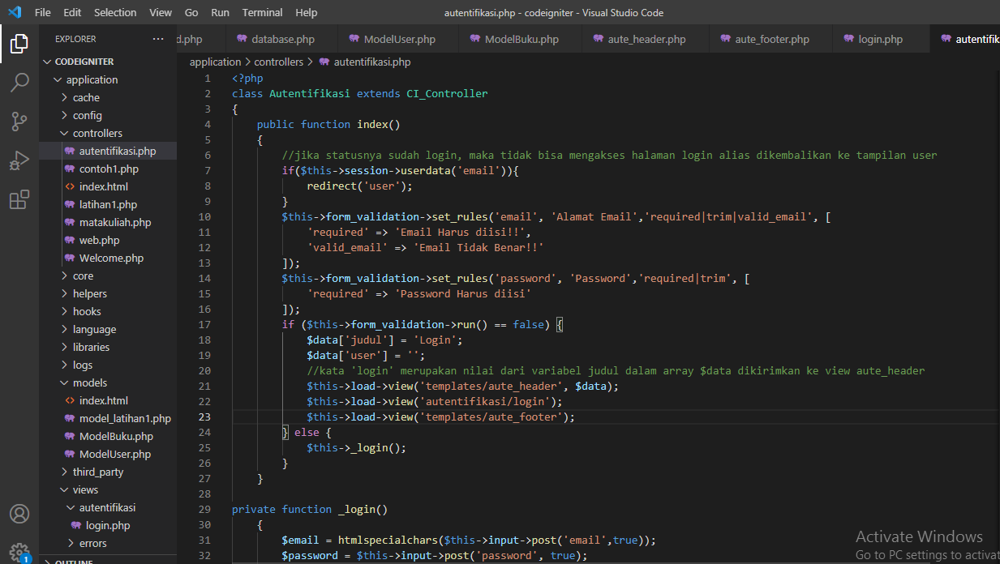 File Edit Selection View Go Run Terminal Help
autentifikasi.php - codeigniter - Visual Studio Code
EXPLORER
...
d.php
database.php
ModelUser.php
ModelBuku.php
aute_header.php
aute_footer.php
login.php
autentifik
CODEIGNITER
application
cache
config
controllers
autentifikasi.php
contoh1.php
index.html
latihan1.php
matakuliah.php
web.php
Welcome.php
core
helpers
hooks
language
libraries
logs
models
index.html
model_latihan1.php
ModelBuku.php
ModelUser.php
third_party
views
autentifikasi
login.php
errors
OUTLINE
1
application > controllers > autentifikasi.php
1 <?php
2 class Autentifikasi extends CI_Controller
3 {
4 public function index()
5 {
6 //jika statusnya sudah login, maka tidak bisa mengakses halaman login alias dikembalikan ke tampilan user
7 if($this->session->userdata('email')){
8 redirect('user');
9 }
10 $this->form_validation->set_rules('email', 'Alamat Email','required|trim|valid_email', [
11 'required' => 'Email Harus diisi!!',
12 'valid_email' => 'Email Tidak Benar!!'
13 ]);
14 $this->form_validation->set_rules('password', 'Password','required|trim', [
15 'required' => 'Password Harus diisi'
16 ]);
17 if ($this->form_validation->run() == false) {
18 $data['judul'] = 'Login';
19 $data['user'] = '';
20 //kata 'login' merupakan nilai dari variabel judul dalam array $data dikirimkan ke view aute_header
21 $this->load->view('templates/aute_header', $data);
22 $this->load->view('autentifikasi/login');
23 $this->load->view('templates/aute_footer');
24 } else {
25 $this->_login();
26 }
27 }
28
29 private function _login()
30 {
31 $email = htmlspecialchars($this->input->post('email',true));
32 $password = $this->input->post('password', true);
Activate Windows
Go to PC settings to activat